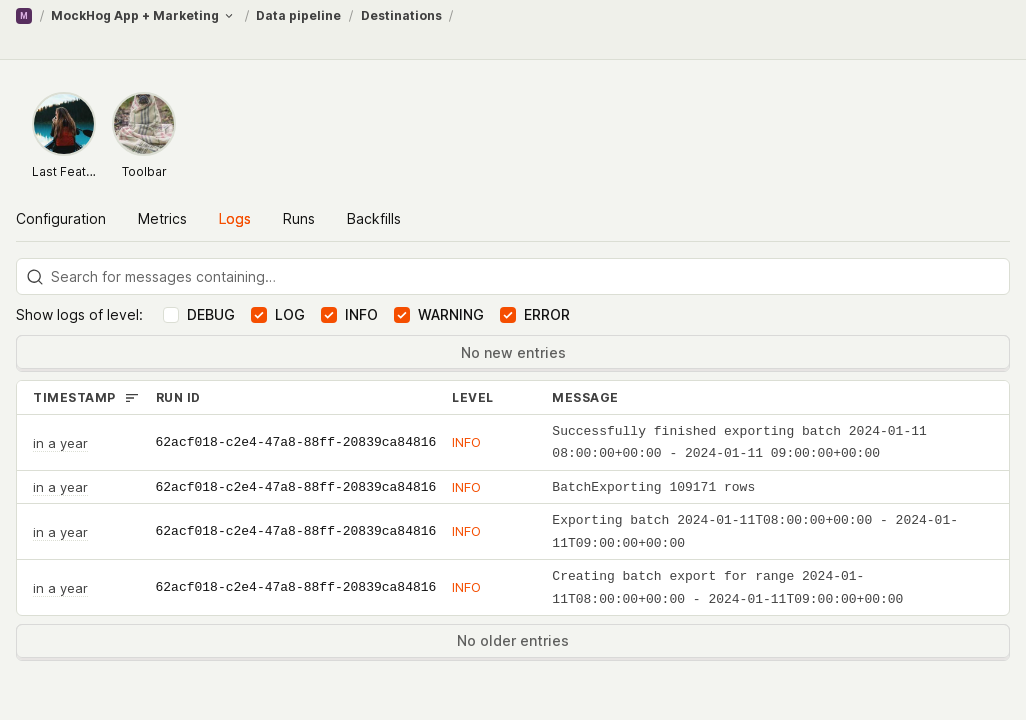 M / MockHog App + Marketing / Data pipeline / Destinations /
Last Feat... Toolbar
Configuration Metrics Logs Runs Backfills
Search for messages containing...
Show logs of level: DEBUG LOG INFO WARNING ERROR
No new entries
TIMESTAMP RUN ID LEVEL MESSAGE
in a year 62acf018-c2e4-47a8-88ff-20839ca84816 INFO Successfully finished exporting batch 2024-01-11
08:00:00+00:00 - 2024-01-11 09:00:00+00:00
in a year 62acf018-c2e4-47a8-88ff-20839ca84816 INFO BatchExporting 109171 rows
in a year 62acf018-c2e4-47a8-88ff-20839ca84816 INFO Exporting batch 2024-01-11T08:00:00+00:00 - 2024-01-
11T09:00:00+00:00
in a year 62acf018-c2e4-47a8-88ff-20839ca84816 INFO Creating batch export for range 2024-01-
11T08:00:00+00:00 - 2024-01-11T09:00:00+00:00
No older entries